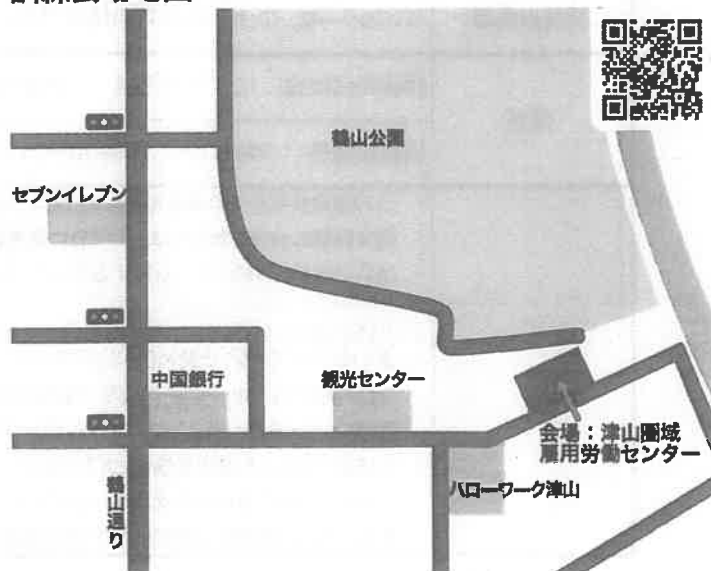 鶴山公園
セブンイレブン
中国銀行
観光センター
会場：津山圏域
雇用労働センター
ハローワーク津山
鶴山通り